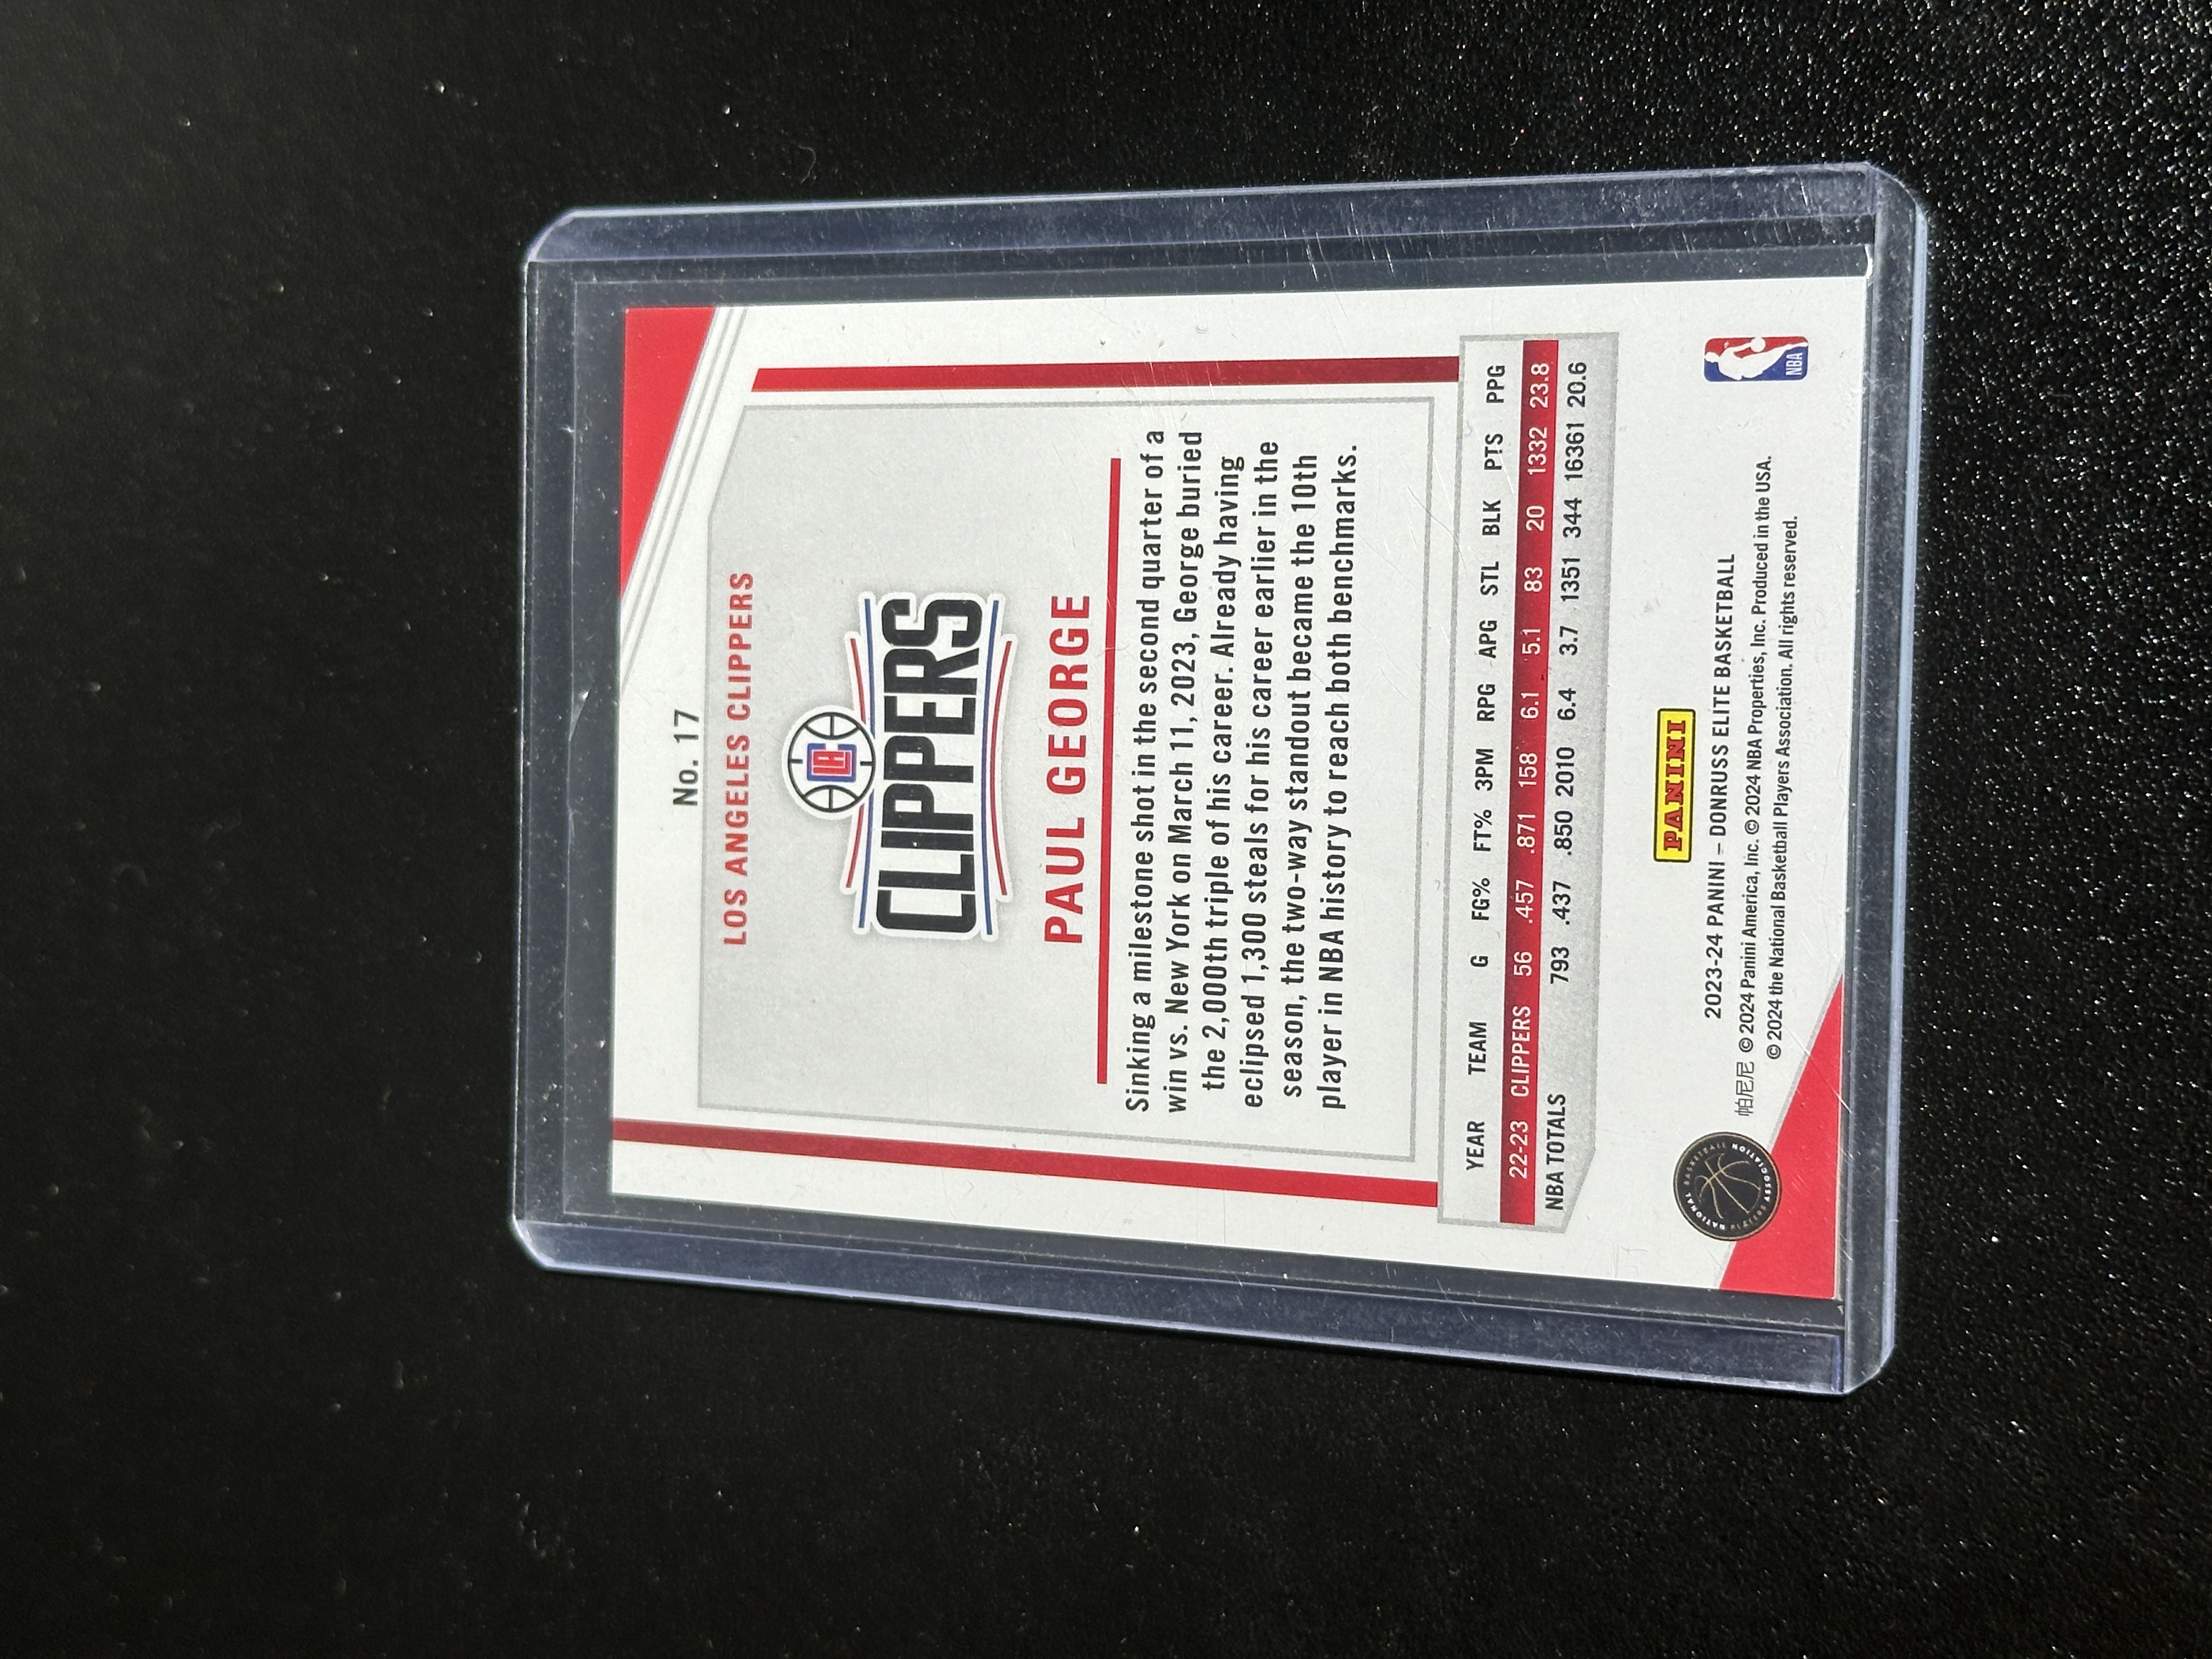 No. 17
LOS ANGELES CLIPPERS
LAC
CLIPPERS
PAUL GEORGE
Sinking a milestone shot in the second quarter of a
win vs. New York on March 11, 2023, George buried
the 2,000th triple of his career. Already having
eclipsed 1,300 steals for his career earlier in the
season, the two-way standout became the 10th
player in NBA history to reach both benchmarks.
YEAR TEAM G FG% FT% 3PM RPG APG STL BLK PTS PPG
22-23 CLIPPERS 56 .457 .871 158 6.1 5.1 83 20 1332 23.8
NBA TOTALS 793 .437 .850 2010 6.4 3.7 1351 344 16361 20.6
PANINI
2023-24 PANINI – DONRUSS ELITE BASKETBALL
帕尼尼 © 2024 Panini America, Inc. © 2024 NBA Properties, Inc. Produced in the USA.
© 2024 the National Basketball Players Association. All rights reserved.
NATIONAL BASKETBALL PLAYERS ASSOCIATION
NBA